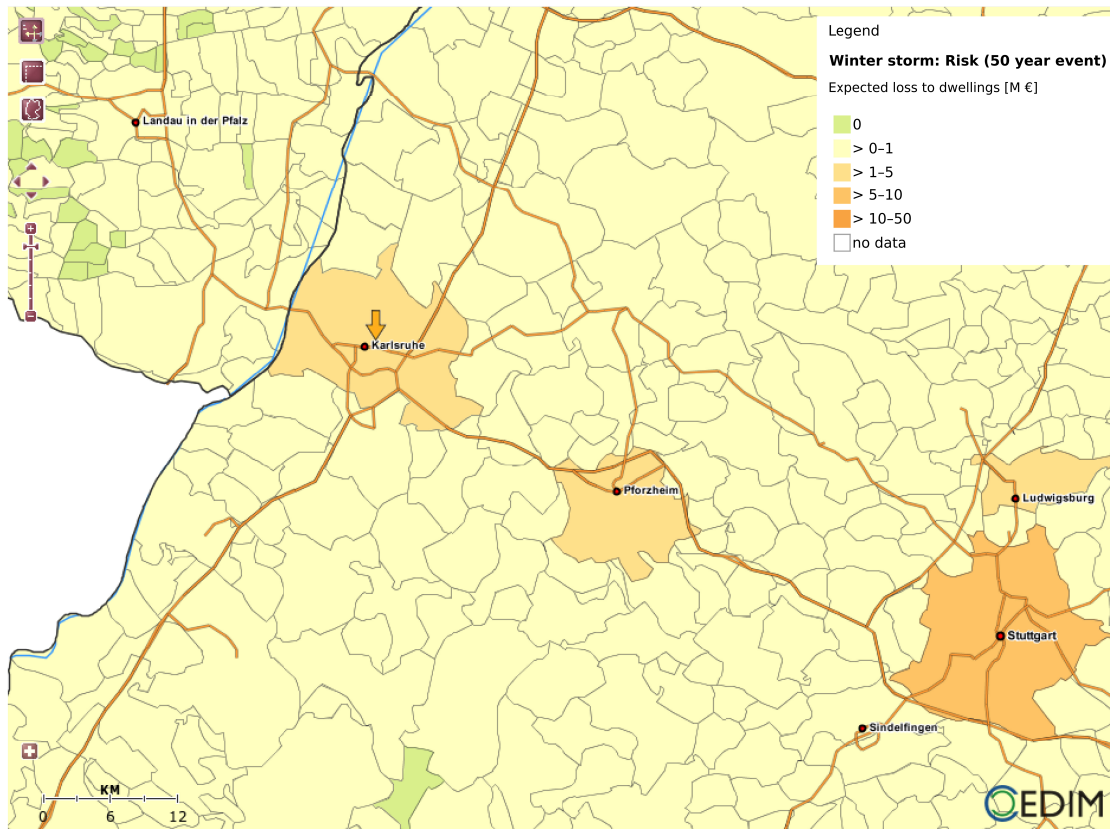 Legend
Winter storm: Risk (50 year event)
Expected loss to dwellings [M €]
0
> 0–1
> 1–5
> 5–10
> 10–50
no data
Landau in der Pfalz
Karlsruhe
Pforzheim
Ludwigsburg
Stuttgart
Sindelfingen
KM
0 6 12
CEDIM